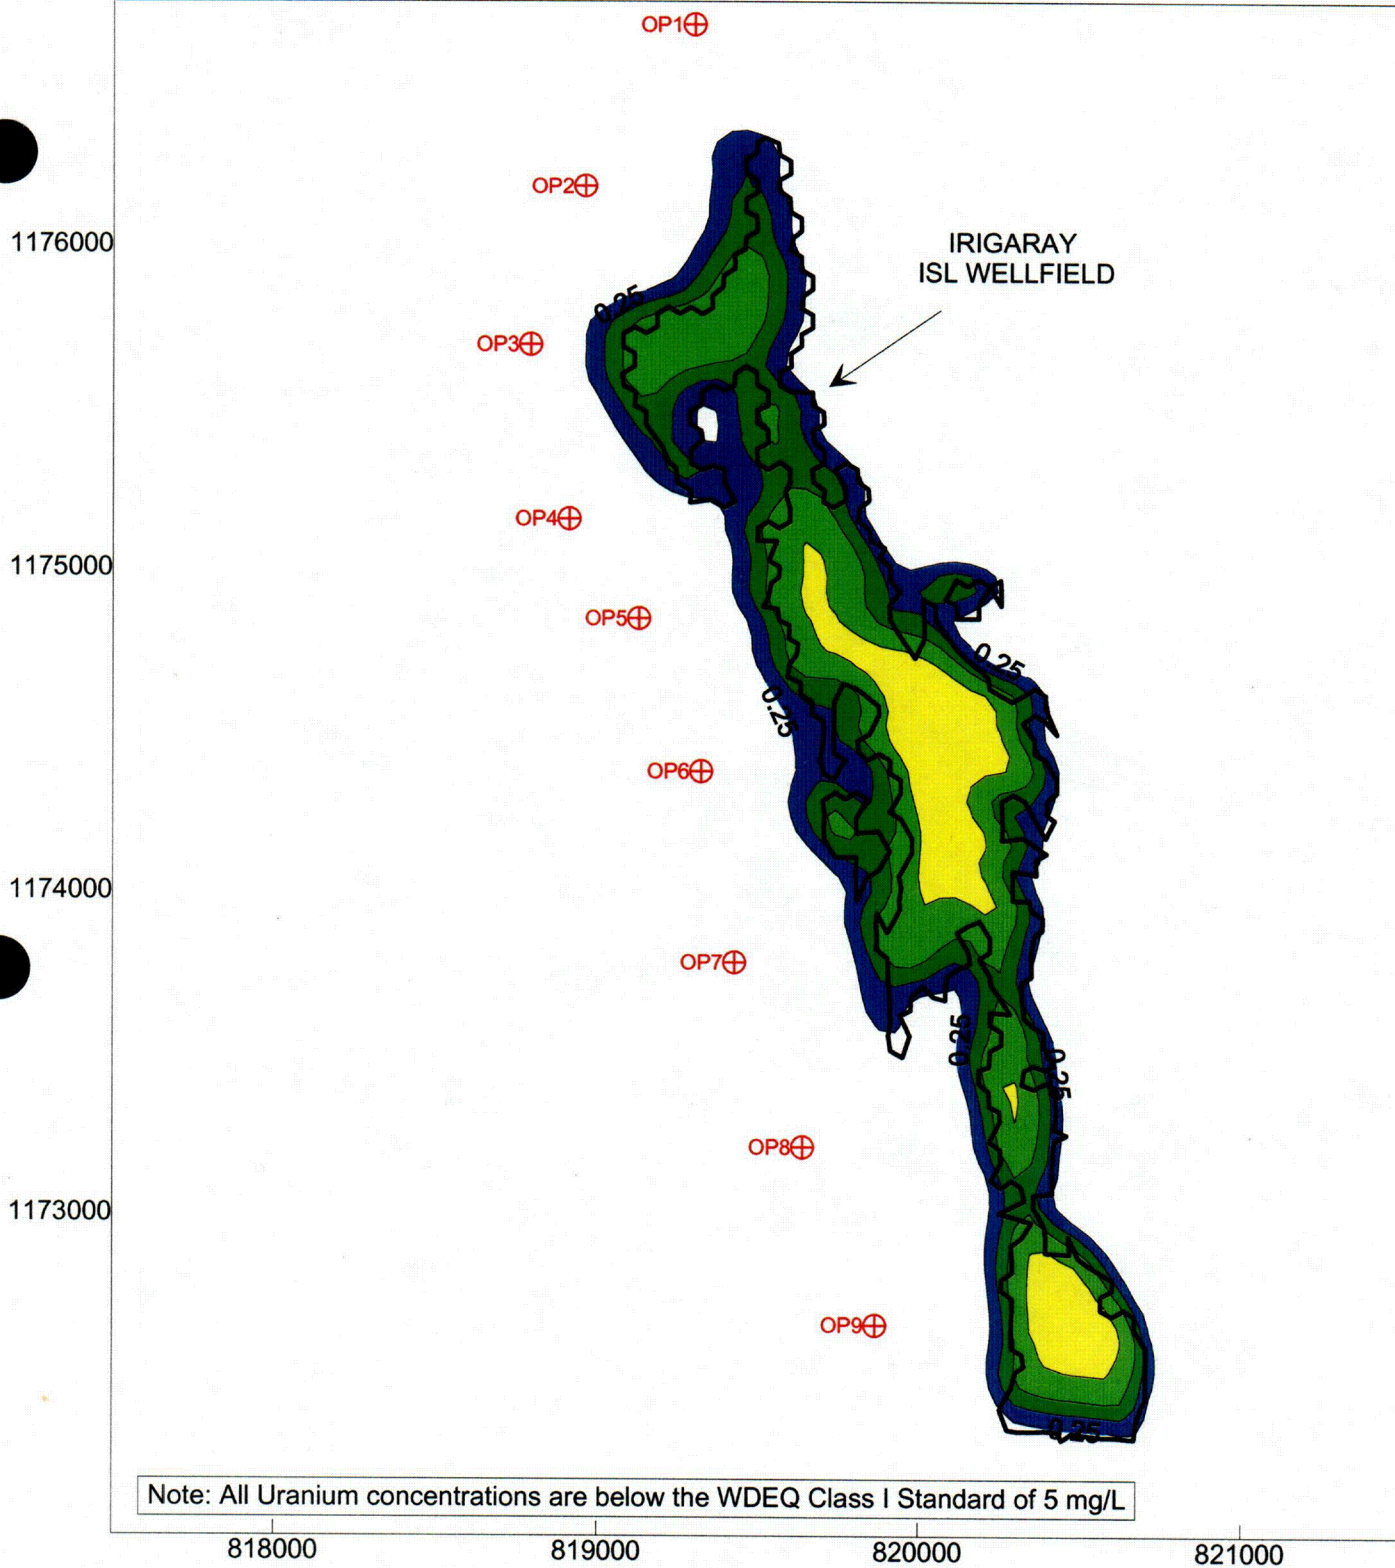 OP1
OP2
1176000
IRIGARAY
ISL WELLFIELD
0.25
OP3
OP4
1175000
OP5
0.25
0.25
OP6
1174000
OP7
0.25
0.25
OP8
1173000
OP9
0.25
Note: All Uranium concentrations are below the WDEQ Class I Standard of 5 mg/L
818000
819000
820000
821000